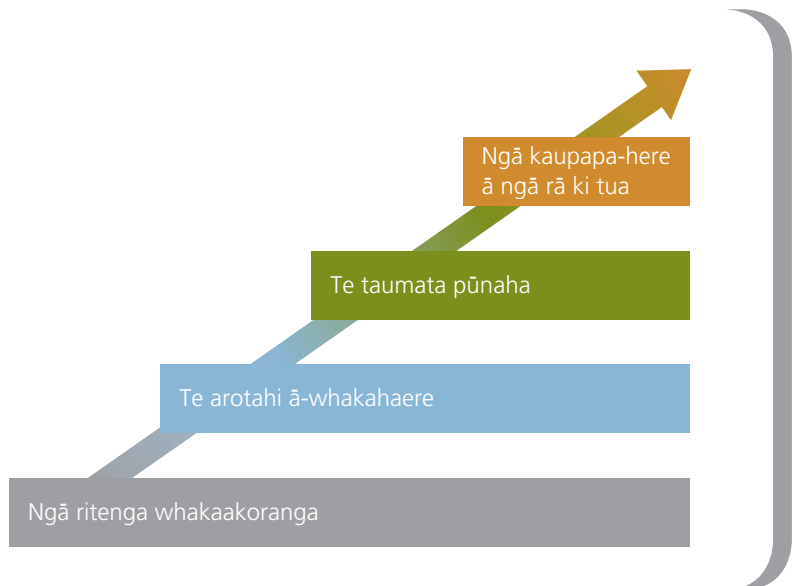 Ngā kaupapa-here
ā ngā rā ki tua
Te taumata pūnaha
Te arotahi ā-whakahaere
Ngā ritenga whakaakoranga